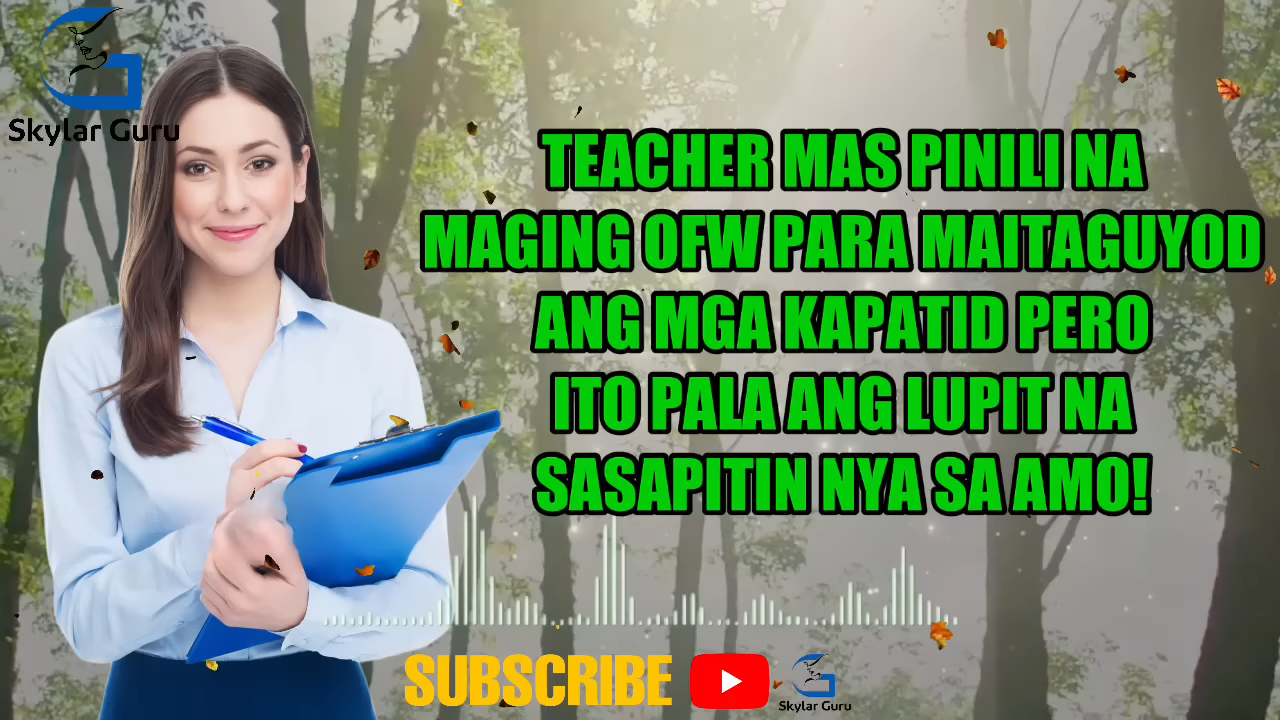 Skylar Guru
TEACHER MAS PINILI NA
MAGING OFW PARA MAITAGUYOD
ANG MGA KAPATID PERO
ITO PALA ANG LUPIT NA
SASAPITIN NYA SA AMO!
SUBSCRIBE
Skylar Guru